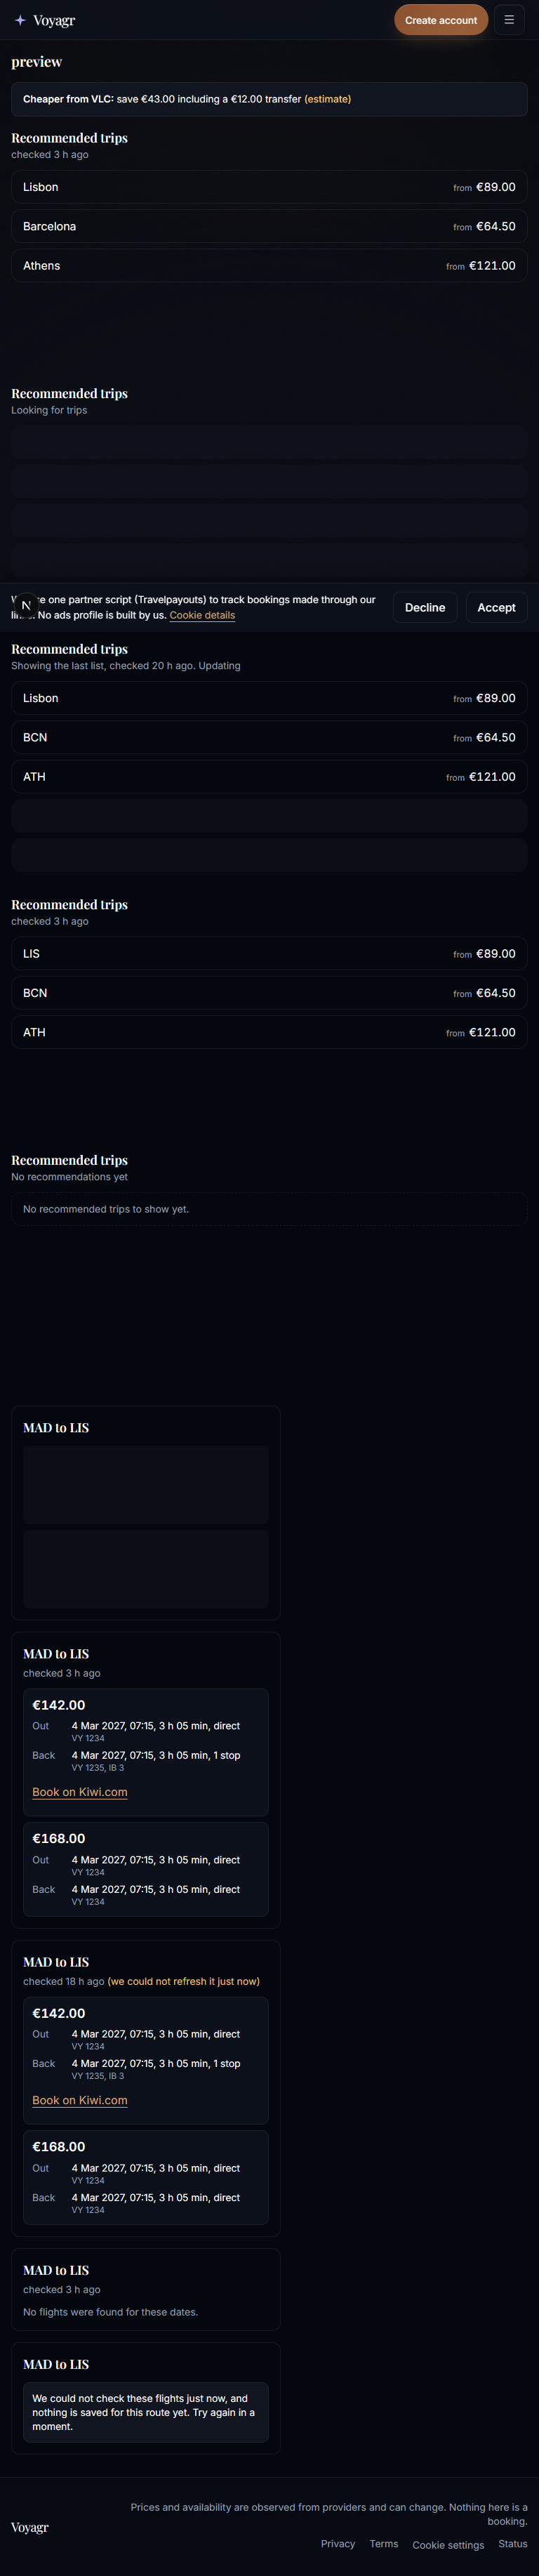 Voyagr
Create account
preview
Cheaper from VLC: save €43.00 including a €12.00 transfer (estimate)
Recommended trips
checked 3 h ago
Lisbon from €89.00
Barcelona from €64.50
Athens from €121.00
Recommended trips
Looking for trips
N
one partner script (Travelpayouts) to track bookings made through our
No ads profile is built by us. Cookie details
Decline
Accept
Recommended trips
Showing the last list, checked 20 h ago. Updating
Lisbon from €89.00
BCN from €64.50
ATH from €121.00
Recommended trips
checked 3 h ago
LIS from €89.00
BCN from €64.50
ATH from €121.00
Recommended trips
No recommendations yet
No recommended trips to show yet.
MAD to LIS
MAD to LIS
checked 3 h ago
€142.00
Out 4 Mar 2027, 07:15, 3 h 05 min, direct
VY 1234
Back 4 Mar 2027, 07:15, 3 h 05 min, 1 stop
VY 1235, IB 3
Book on Kiwi.com
€168.00
Out 4 Mar 2027, 07:15, 3 h 05 min, direct
VY 1234
Back 4 Mar 2027, 07:15, 3 h 05 min, direct
VY 1234
MAD to LIS
checked 18 h ago (we could not refresh it just now)
€142.00
Out 4 Mar 2027, 07:15, 3 h 05 min, direct
VY 1234
Back 4 Mar 2027, 07:15, 3 h 05 min, 1 stop
VY 1235, IB 3
Book on Kiwi.com
€168.00
Out 4 Mar 2027, 07:15, 3 h 05 min, direct
VY 1234
Back 4 Mar 2027, 07:15, 3 h 05 min, direct
VY 1234
MAD to LIS
checked 3 h ago
No flights were found for these dates.
MAD to LIS
We could not check these flights just now, and
nothing is saved for this route yet. Try again in a
moment.
Prices and availability are observed from providers and can change. Nothing here is a
booking.
Voyagr
Privacy Terms Cookie settings Status